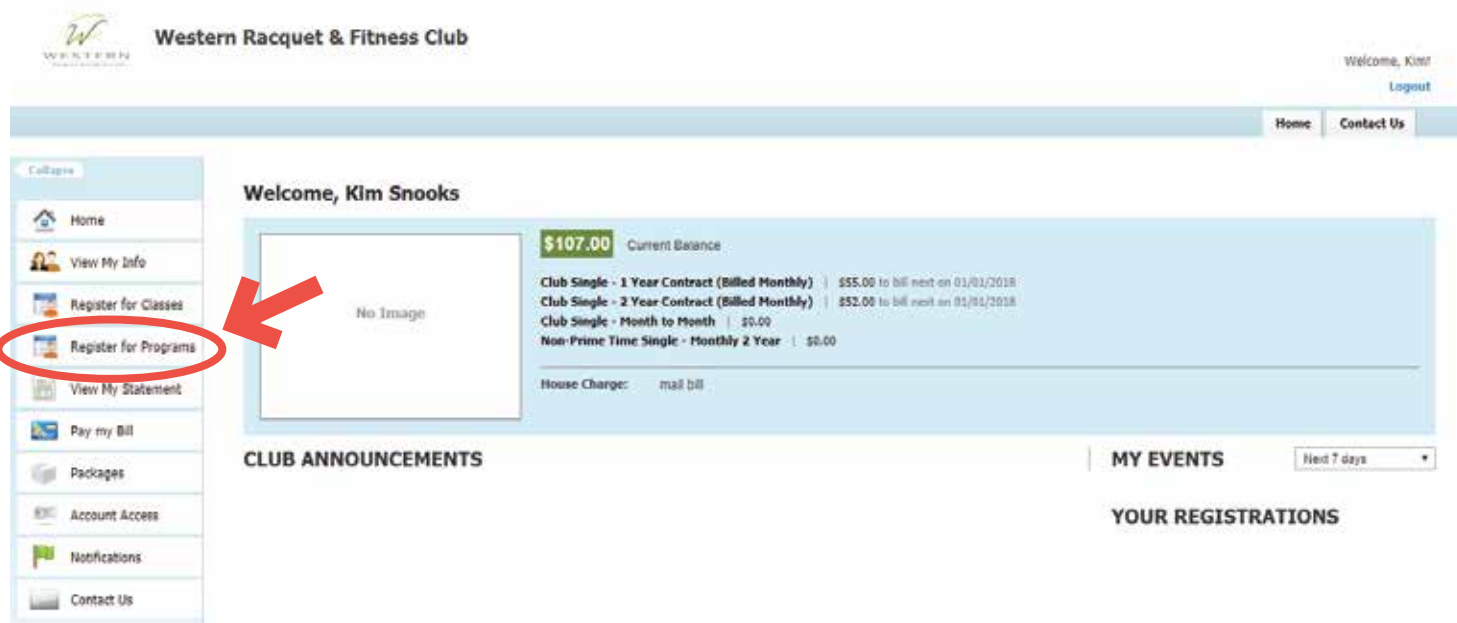 W
WESTERN
Western Racquet & Fitness Club
Welcome, Kim!
Logout
Home
Contact Us
Collapse
Home
View My Info
Register for Classes
Register for Programs
View My Statement
Pay my Bill
Packages
Account Access
Notifications
Contact Us
Welcome, Kim Snooks
No Image
$107.00 Current Balance
Club Single - 1 Year Contract (Billed Monthly) | $55.00 to bill next on 01/01/2018
Club Single - 2 Year Contract (Billed Monthly) | $52.00 to bill next on 01/01/2018
Club Single - Month to Month | $0.00
Non-Prime Time Single - Monthly 2 Year | $0.00
House Charge: mail bill
CLUB ANNOUNCEMENTS
MY EVENTS
Next 7 days
YOUR REGISTRATIONS